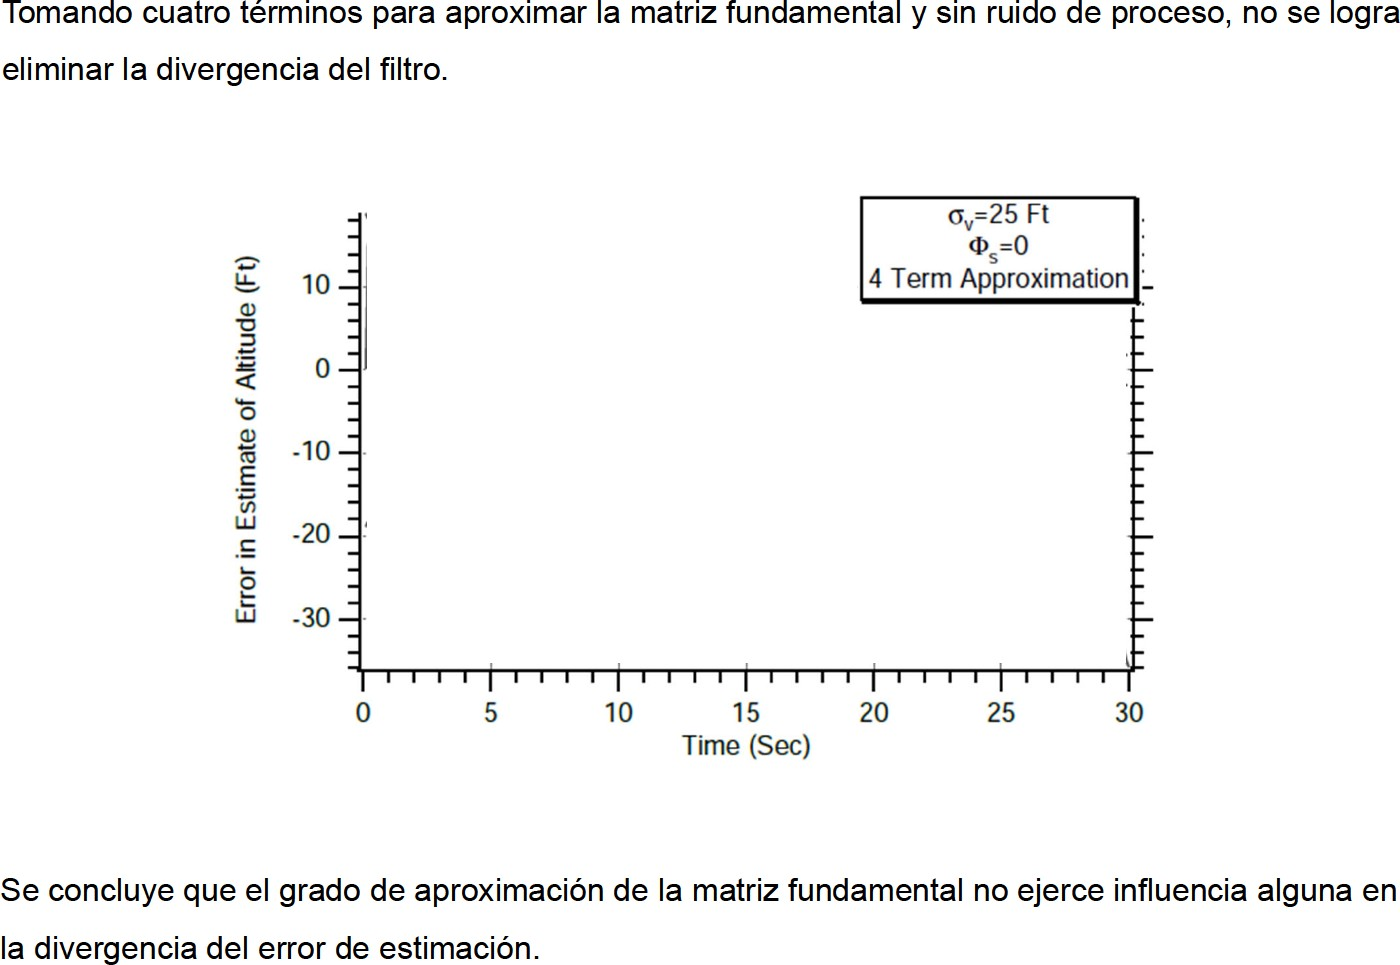 Tomando cuatro términos para aproximar la matriz fundamental y sin ruido de proceso, no se logra
eliminar la divergencia del filtro.
σv=25 Ft
Φs=0
4 Term Approximation
Error in Estimate of Altitude (Ft)
10
0
-10
-20
-30
0 5 10 15 20 25 30
Time (Sec)
Se concluye que el grado de aproximación de la matriz fundamental no ejerce influencia alguna en
la divergencia del error de estimación.